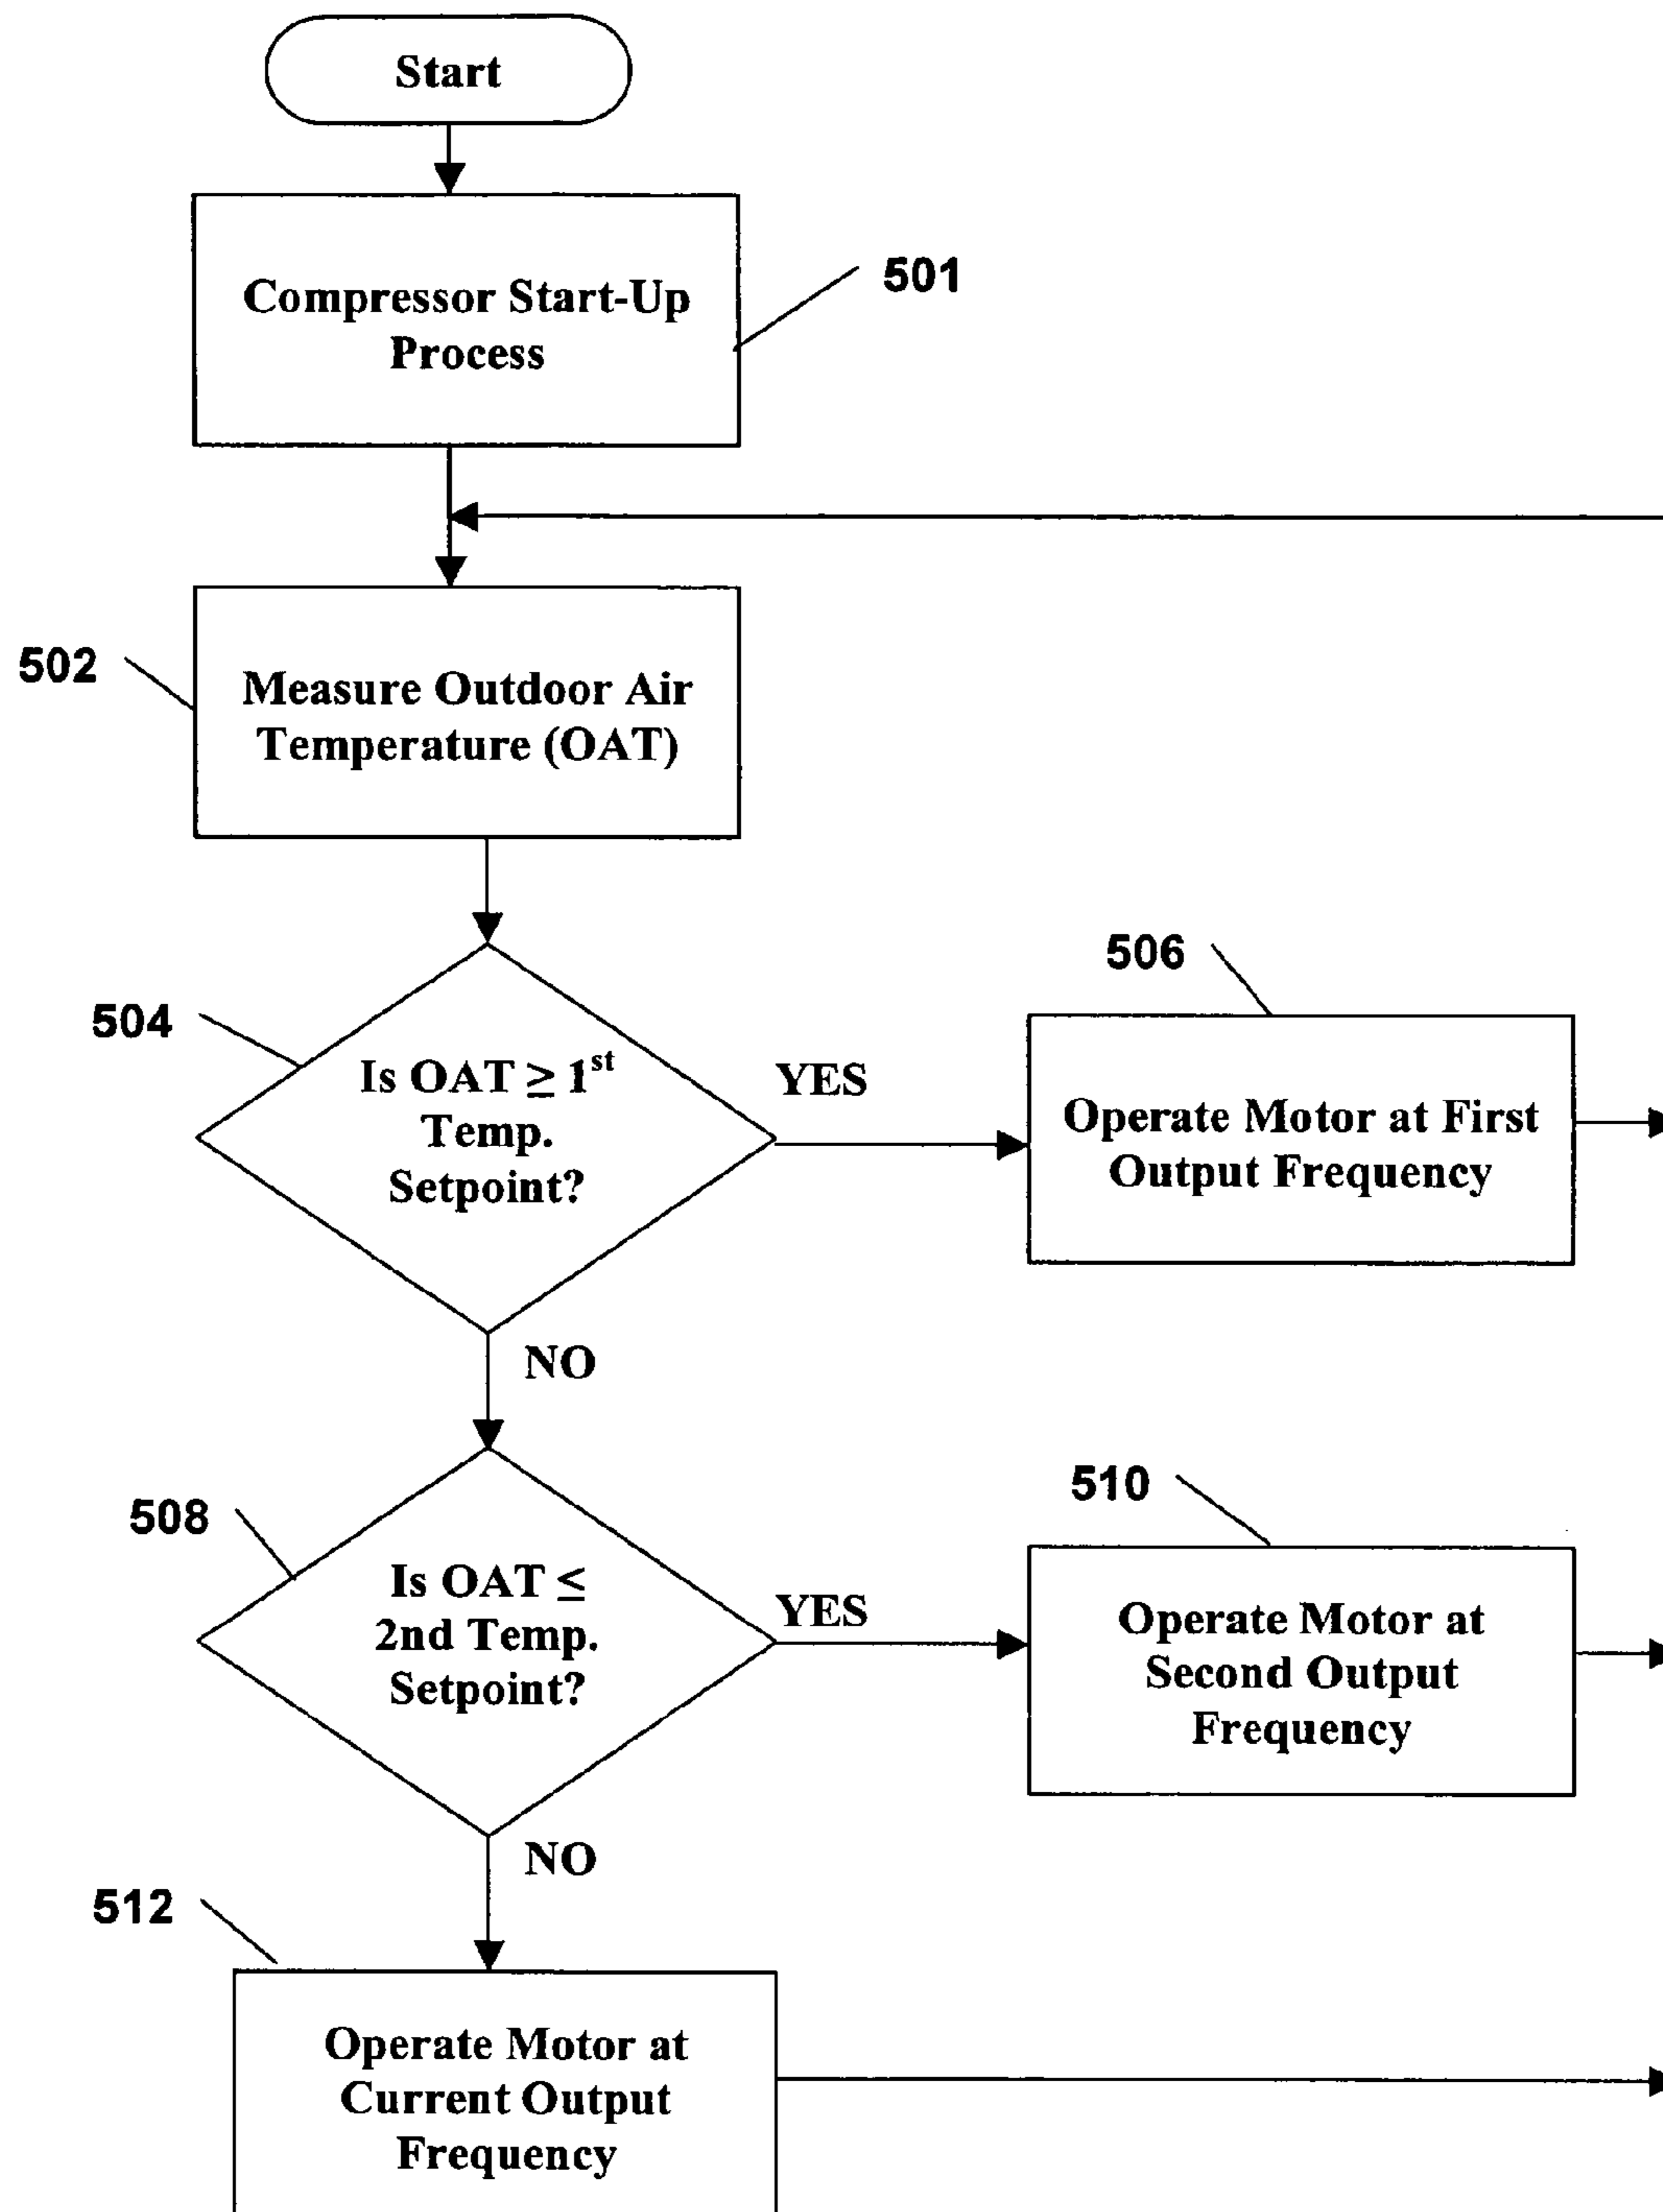 Start
Compressor Start-Up
Process
501
502
Measure Outdoor Air
Temperature (OAT)
504
Is OAT ≥ 1st
Temp.
Setpoint?
YES
506
Operate Motor at First
Output Frequency
NO
508
Is OAT ≤
2nd Temp.
Setpoint?
YES
510
Operate Motor at
Second Output
Frequency
NO
512
Operate Motor at
Current Output
Frequency